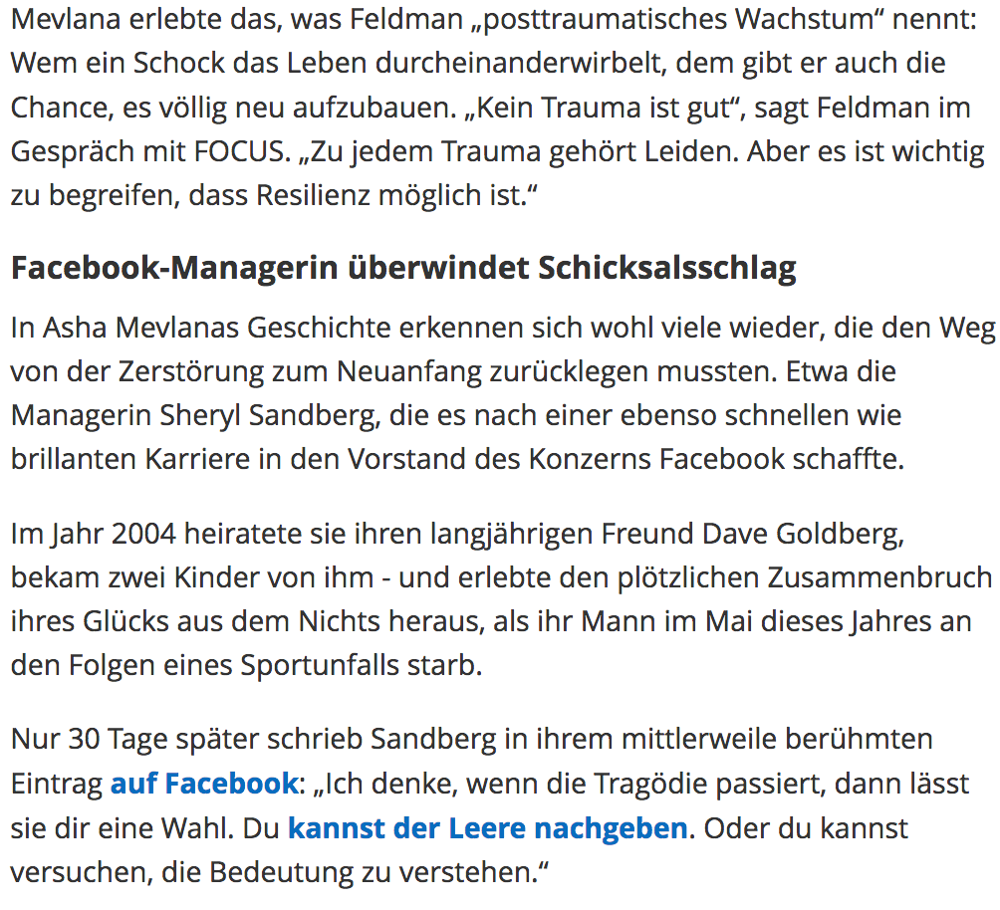 Mevlana erlebte das, was Feldman „posttraumatisches Wachstum“ nennt:
Wem ein Schock das Leben durcheinanderwirbelt, dem gibt er auch die
Chance, es völlig neu aufzubauen. „Kein Trauma ist gut“, sagt Feldman im
Gespräch mit FOCUS. „Zu jedem Trauma gehört Leiden. Aber es ist wichtig
zu begreifen, dass Resilienz möglich ist.“
Facebook-Managerin überwindet Schicksalsschlag
In Asha Mevlanas Geschichte erkennen sich wohl viele wieder, die den Weg
von der Zerstörung zum Neuanfang zurücklegen mussten. Etwa die
Managerin Sheryl Sandberg, die es nach einer ebenso schnellen wie
brillanten Karriere in den Vorstand des Konzerns Facebook schaffte.
Im Jahr 2004 heiratete sie ihren langjährigen Freund Dave Goldberg,
bekam zwei Kinder von ihm - und erlebte den plötzlichen Zusammenbruch
ihres Glücks aus dem Nichts heraus, als ihr Mann im Mai dieses Jahres an
den Folgen eines Sportunfalls starb.
Nur 30 Tage später schrieb Sandberg in ihrem mittlerweile berühmten
Eintrag auf Facebook: „Ich denke, wenn die Tragödie passiert, dann lässt
sie dir eine Wahl. Du kannst der Leere nachgeben. Oder du kannst
versuchen, die Bedeutung zu verstehen.“